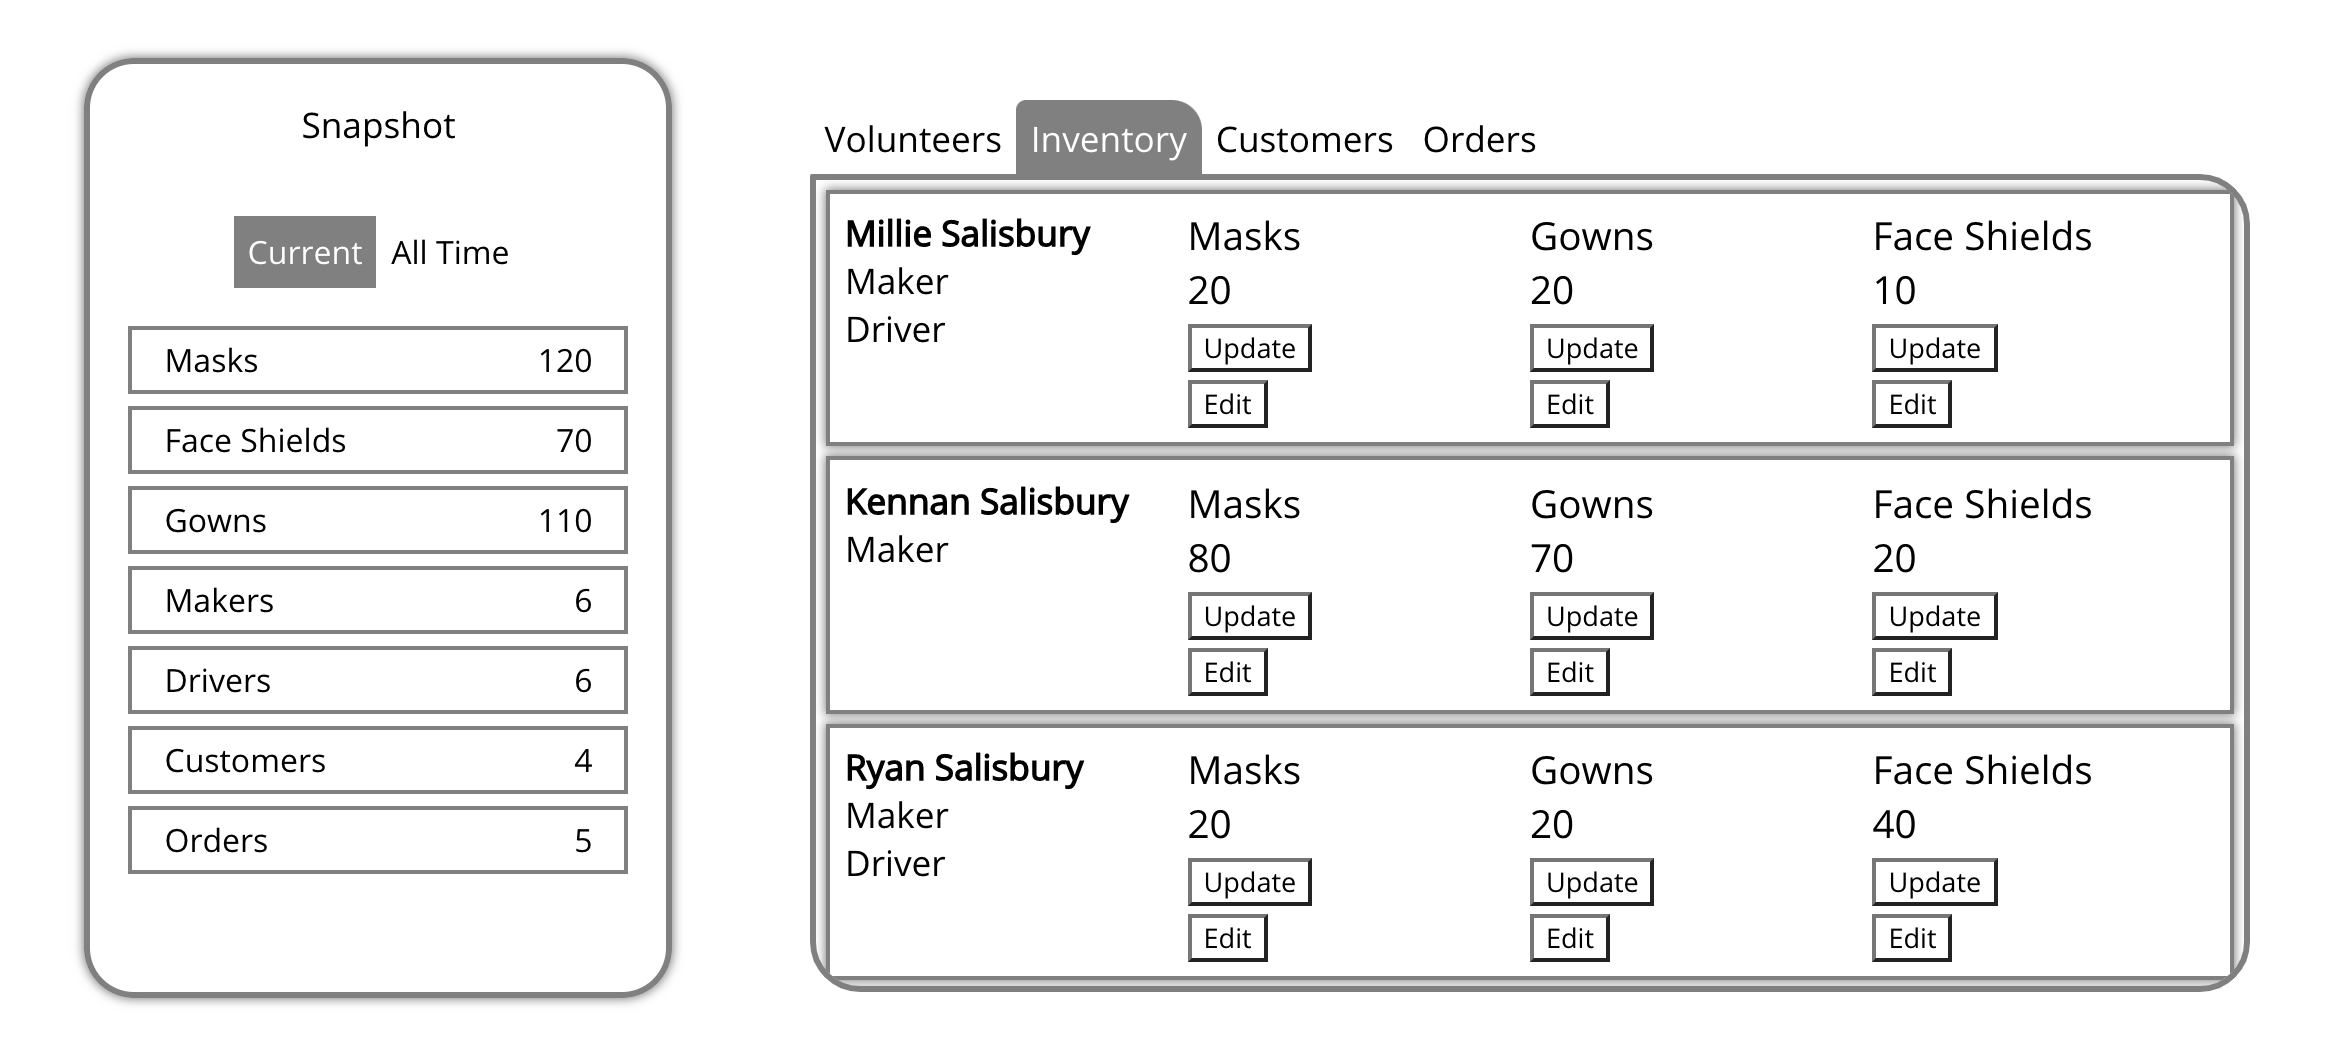 Snapshot
Current All Time
Masks 120
Face Shields 70
Gowns 110
Makers 6
Drivers 6
Customers 4
Orders 5
Volunteers Inventory Customers Orders
Millie Salisbury Masks Gowns Face Shields
Maker 20 20 10
Driver Update Update Update
Edit Edit Edit
Kennan Salisbury Masks Gowns Face Shields
Maker 80 70 20
Update Update Update
Edit Edit Edit
Ryan Salisbury Masks Gowns Face Shields
Maker 20 20 40
Driver Update Update Update
Edit Edit Edit